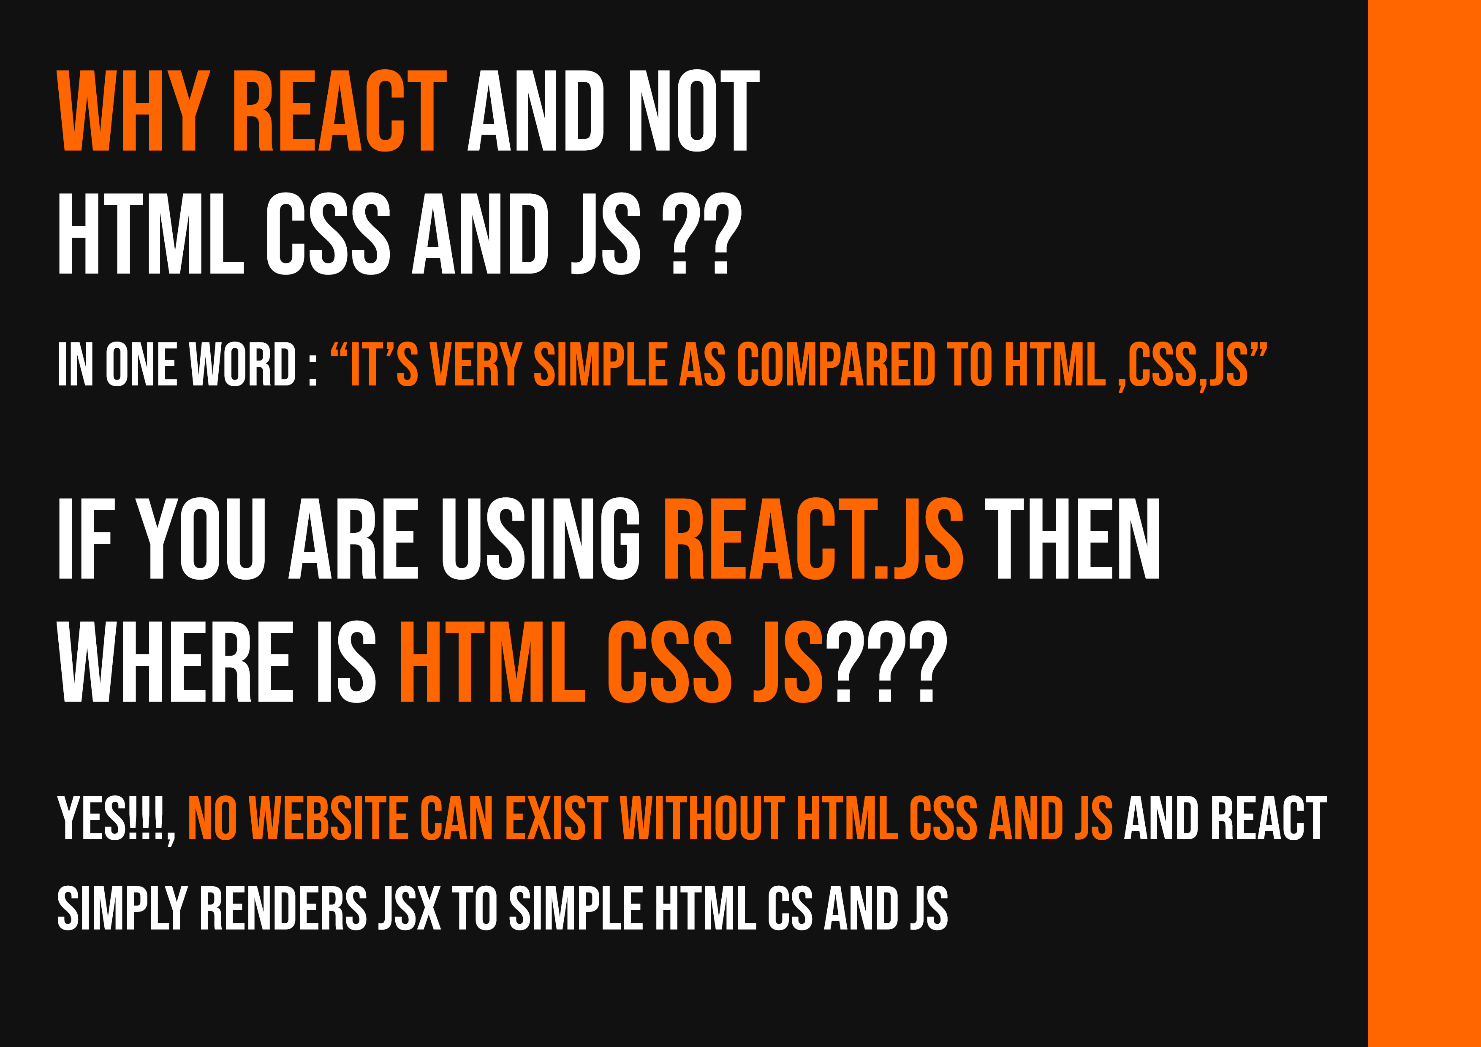 WHY REACT AND NOT
HTML CSS AND JS ??
IN ONE WORD : “IT’S VERY SIMPLE AS COMPARED TO HTML ,CSS,JS”
IF YOU ARE USING REACT.JS THEN
WHERE IS HTML CSS JS???
YES!!!, NO WEBSITE CAN EXIST WITHOUT HTML CSS AND JS AND REACT
SIMPLY RENDERS JSX TO SIMPLE HTML CS AND JS